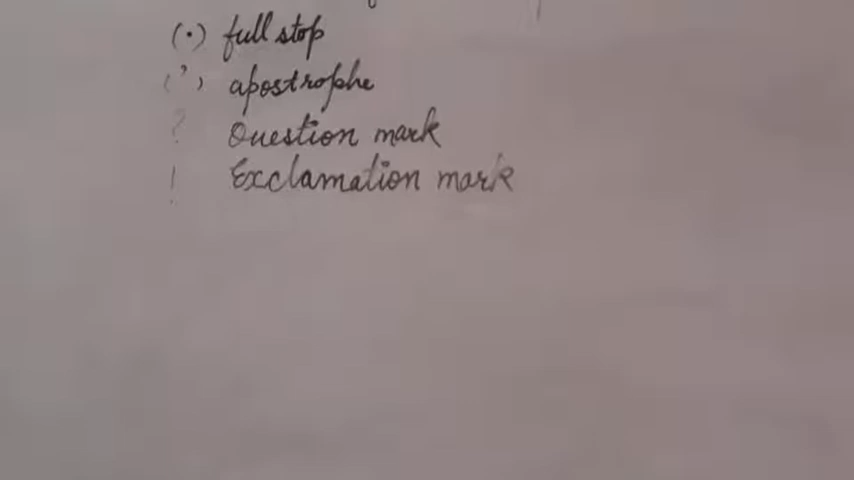 (.) full stop
(') apostrophe
? Question mark
! Exclamation mark